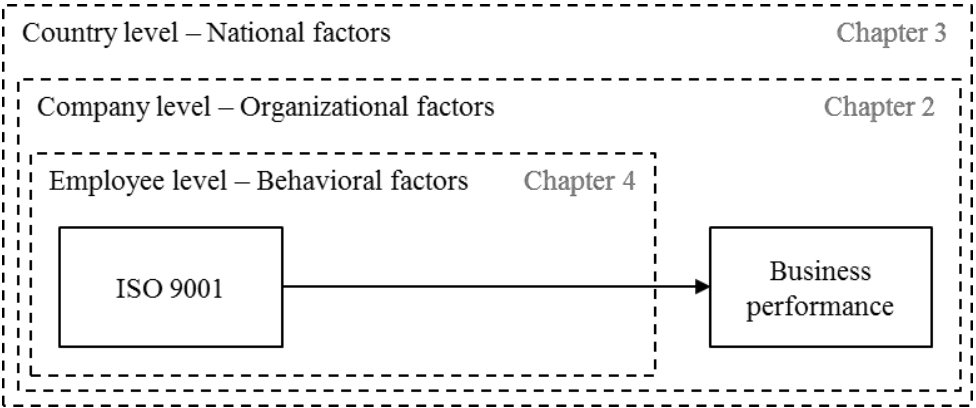 Country level – National factors Chapter 3
Company level – Organizational factors Chapter 2
Employee level – Behavioral factors Chapter 4
ISO 9001
Business
performance